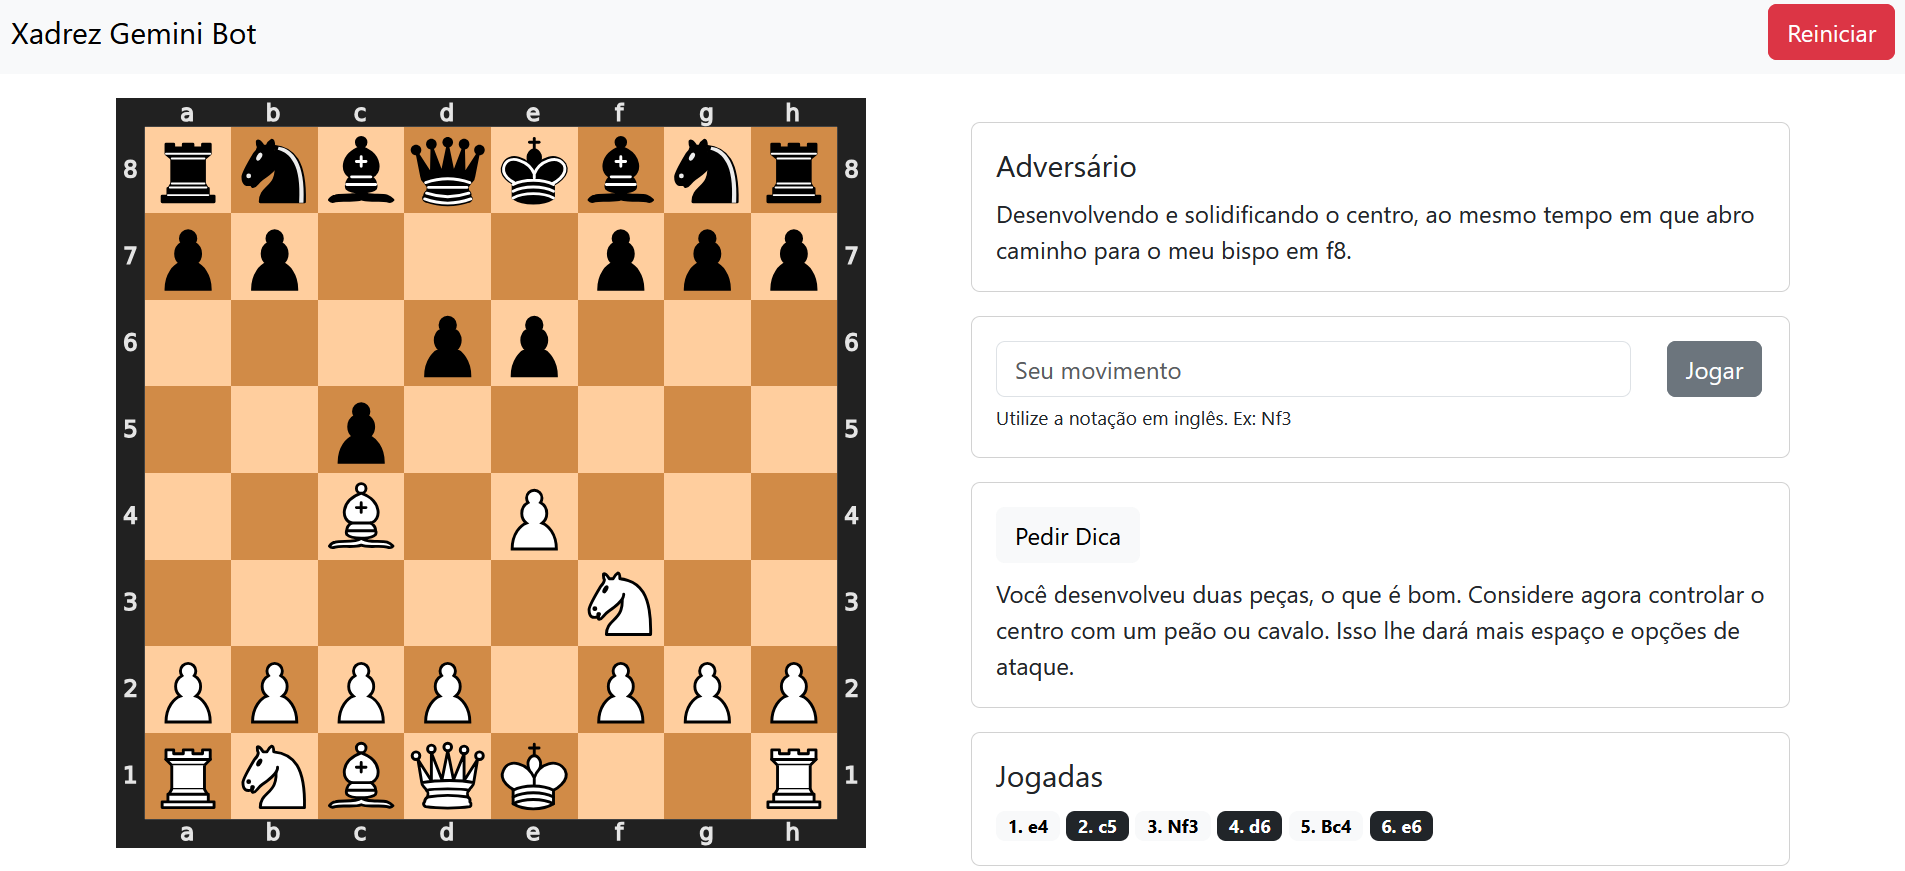 Xadrez Gemini Bot
Reiniciar
a b c d e f g h
8 8
7 7
6 6
5 5
4 4
3 3
2 2
1 1
a b c d e f g h
Adversário
Desenvolvendo e solidificando o centro, ao mesmo tempo em que abro
caminho para o meu bispo em f8.
Seu movimento
Jogar
Utilize a notação em inglês. Ex: Nf3
Pedir Dica
Você desenvolveu duas peças, o que é bom. Considere agora controlar o
centro com um peão ou cavalo. Isso lhe dará mais espaço e opções de
ataque.
Jogadas
1. e4 2. c5 3. Nf3 4. d6 5. Bc4 6. e6